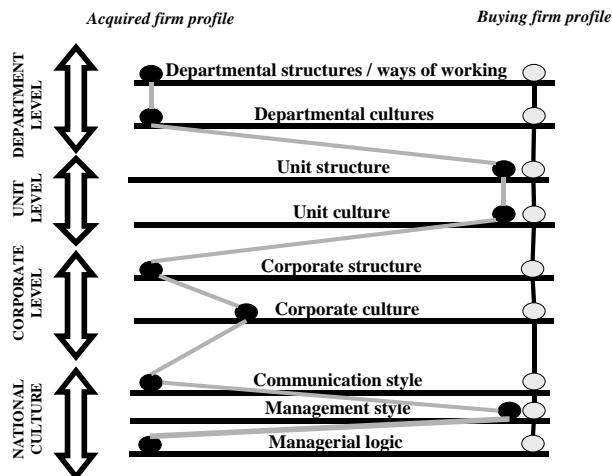 Acquired firm profile
Buying firm profile
DEPARTMENT
LEVEL
Departmental structures / ways of working
Departmental cultures
UNIT
LEVEL
Unit structure
Unit culture
CORPORATE
LEVEL
Corporate structure
Corporate culture
NATIONAL
CULTURE
Communication style
Management style
Managerial logic